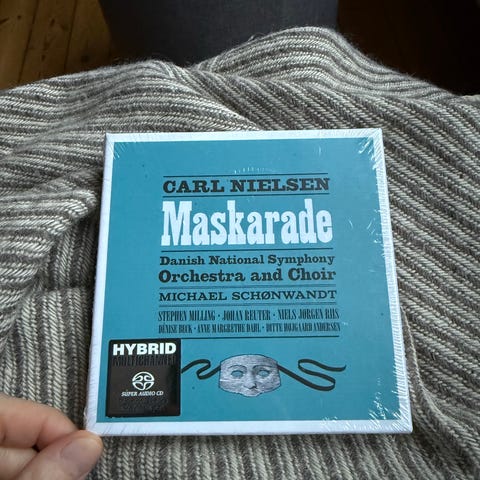 CARL NIELSEN
Maskarade
Danish National Symphony
Orchestra and Choir
MICHAEL SCHØNWANDT
STEPHEN MILLING · JOHAN REUTER · NIELS JØRGEN RIIS
DÉNISE BECK · ANNE MARGRETHE DAHL · DITTE HØJGAARD ANDERSEN
HYBRID
MULTICHANNEL
SUPER AUDIO CD